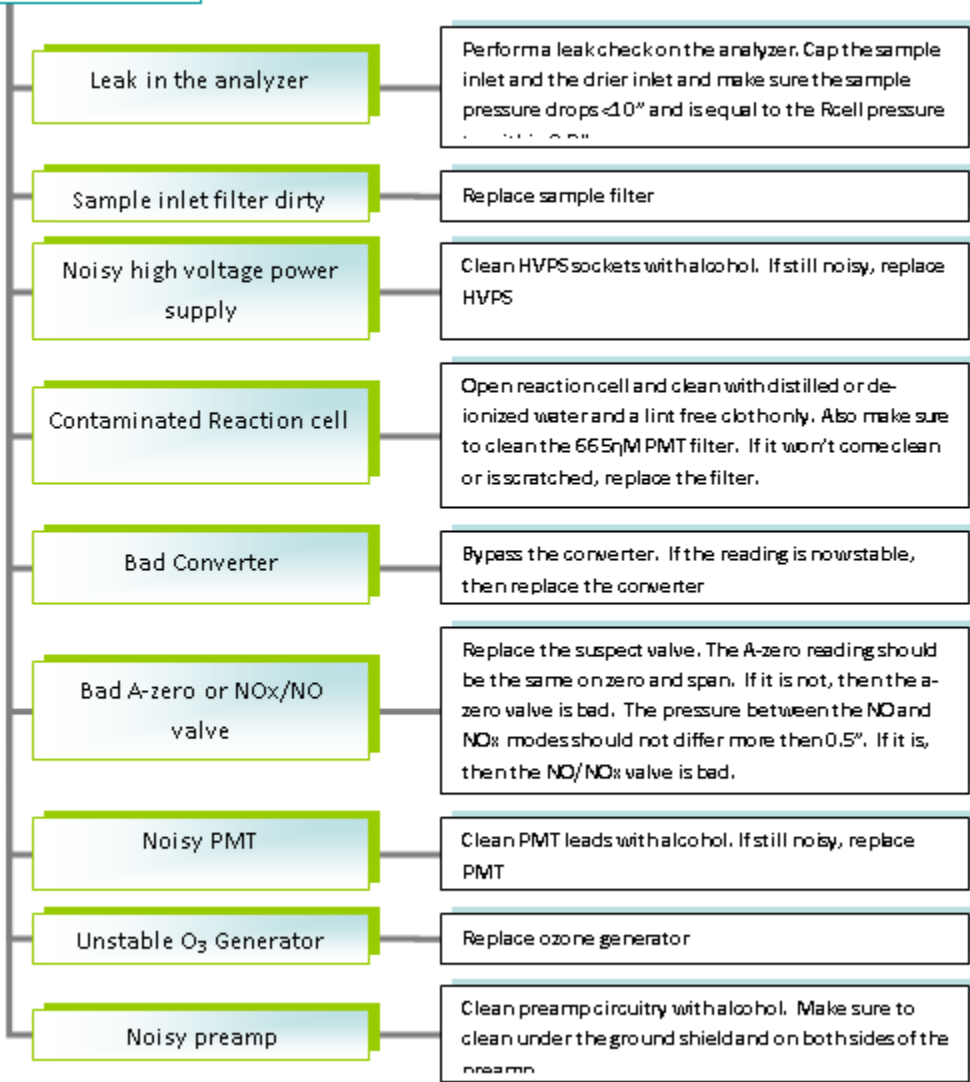 Leak in the analyzer
Perform a leak check on the analyzer. Cap the sample
inlet and the drier inlet and make sure the sample
pressure drops <10" and is equal to the Rcell pressure
Sample inlet filter dirty
Replace sample filter
Noisy high voltage power
supply
Clean HVPS sockets with alcohol. If still noisy, replace
HVPS
Contaminated Reaction cell
Open reaction cell and clean with distilled or de-
ionized water and a lint free cloth only. Also make sure
to clean the 665ηM PMT filter. If it won't come clean
or is scratched, replace the filter.
Bad Converter
Bypass the converter. If the reading is now stable,
then replace the converter
Bad A-zero or NOx/NO
valve
Replace the suspect valve. The A-zero reading should
be the same on zero and span. If it is not, then the a-
zero valve is bad. The pressure between the NO and
NOx modes should not differ more then 0.5". If it is,
then the NO/NOx valve is bad.
Noisy PMT
Clean PMT leads with alcohol. If still noisy, replace
PMT
Unstable O₃ Generator
Replace ozone generator
Noisy preamp
Clean preamp circuitry with alcohol. Make sure to
clean under the ground shield and on both sides of the
preamp